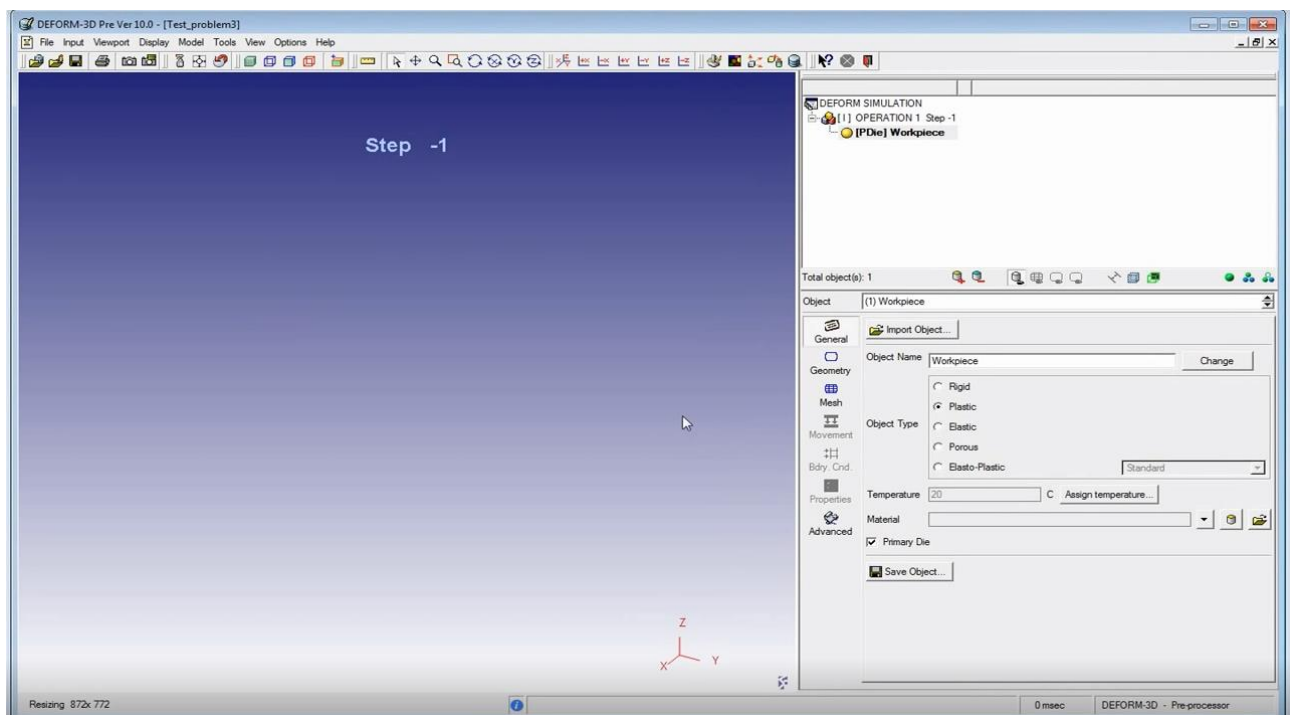 DEFORM-3D Pre Ver 10.0 - [Test_problem3]
File Input Viewport Display Model Tools View Options Help
Step -1
DEFORM SIMULATION
[1] OPERATION 1 Step -1
[PDie] Workpiece
Total object(s): 1
Object (1) Workpiece
General
Import Object...
Geometry
Object Name Workpiece Change
Mesh
Object Type
Rigid
Plastic
Elastic
Porous
Elasto-Plastic Standard
Movement
Bdry. Cnd.
Properties
Advanced
Temperature 20 C Assign temperature...
Material
Primary Die
Save Object...
Z
X Y
Resizing 872x 772
0 msec DEFORM-3D - Pre-processor